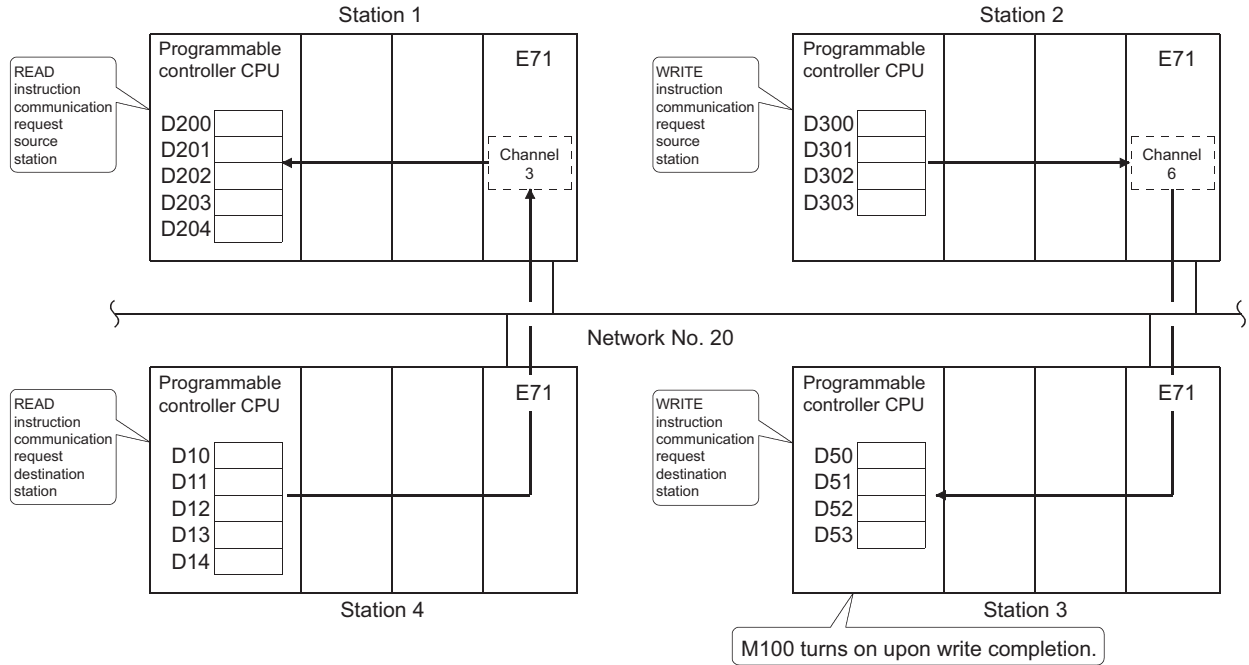 Station 1
READ
instruction
communication
request
source
station
Programmable
controller CPU
E71
D200
D201
D202
D203
D204
Channel
3
Station 2
WRITE
instruction
communication
request
source
station
Programmable
controller CPU
E71
D300
D301
D302
D303
Channel
6
Network No. 20
READ
instruction
communication
request
destination
station
Programmable
controller CPU
E71
D10
D11
D12
D13
D14
Station 4
WRITE
instruction
communication
request
destination
station
Programmable
controller CPU
E71
D50
D51
D52
D53
Station 3
M100 turns on upon write completion.